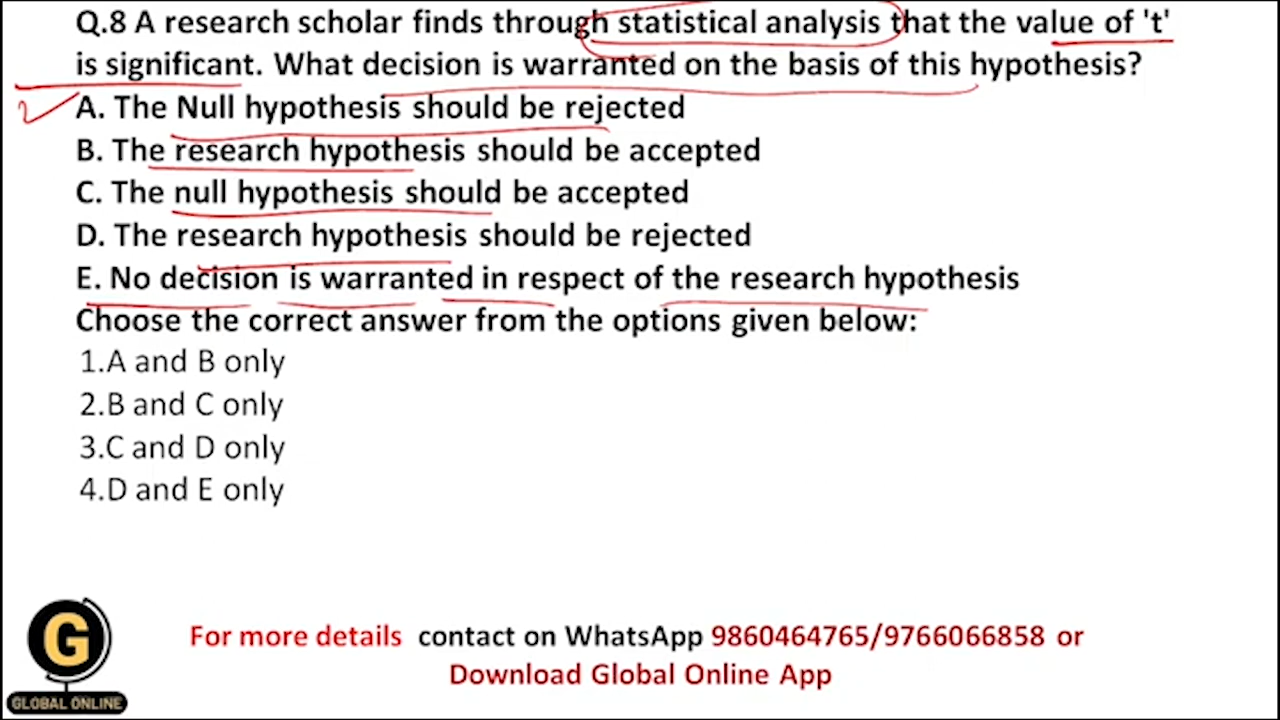 Q.8 A research scholar finds through statistical analysis that the value of 't'
is significant. What decision is warranted on the basis of this hypothesis?
A. The Null hypothesis should be rejected
B. The research hypothesis should be accepted
C. The null hypothesis should be accepted
D. The research hypothesis should be rejected
E. No decision is warranted in respect of the research hypothesis
Choose the correct answer from the options given below:
1.A and B only
2.B and C only
3.C and D only
4.D and E only
For more details contact on WhatsApp 9860464765/9766066858 or
Download Global Online App
G
GLOBAL ONLINE